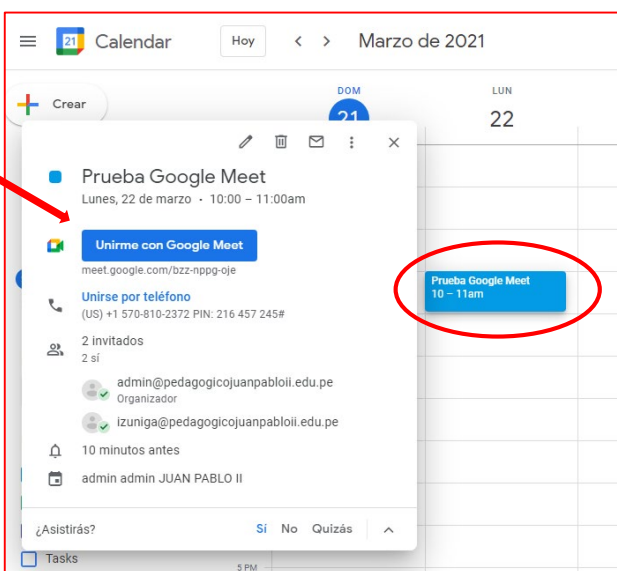 21 Calendar Hoy Marzo de 2021
Crear
DOM LUN
21 22
Prueba Google Meet
Lunes, 22 de marzo · 10:00 – 11:00am
Unirme con Google Meet
meet.google.com/bzz-nppg-oje
Unirse por teléfono
(US) +1 570-810-2372 PIN: 216 457 245#
2 invitados
2 sí
admin@pedagogicojuanpabloii.edu.pe
Organizador
izuniga@pedagogicojuanpabloii.edu.pe
10 minutos antes
admin admin JUAN PABLO II
¿Asistirás? Sí No Quizás
Tasks
5 PM
Prueba Google Meet
10 – 11am